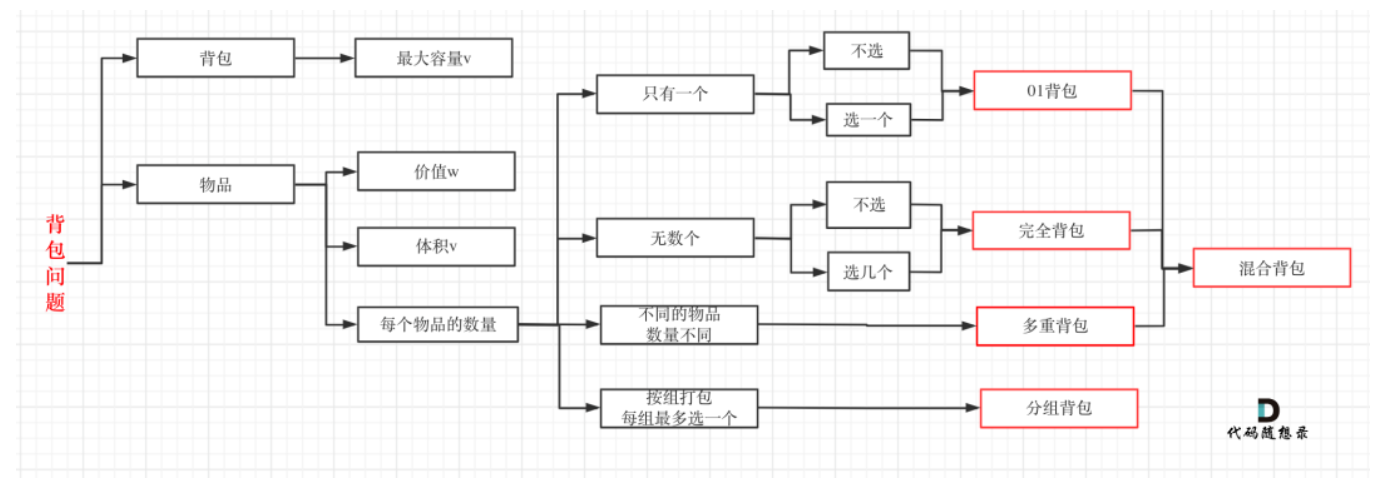 背包问题
背包
最大容量v
物品
价值w
体积v
每个物品的数量
只有一个
不选
选一个
01背包
无数个
不选
选几个
完全背包
混合背包
不同的物品
数量不同
多重背包
按组打包
每组最多选一个
分组背包
代码随想录